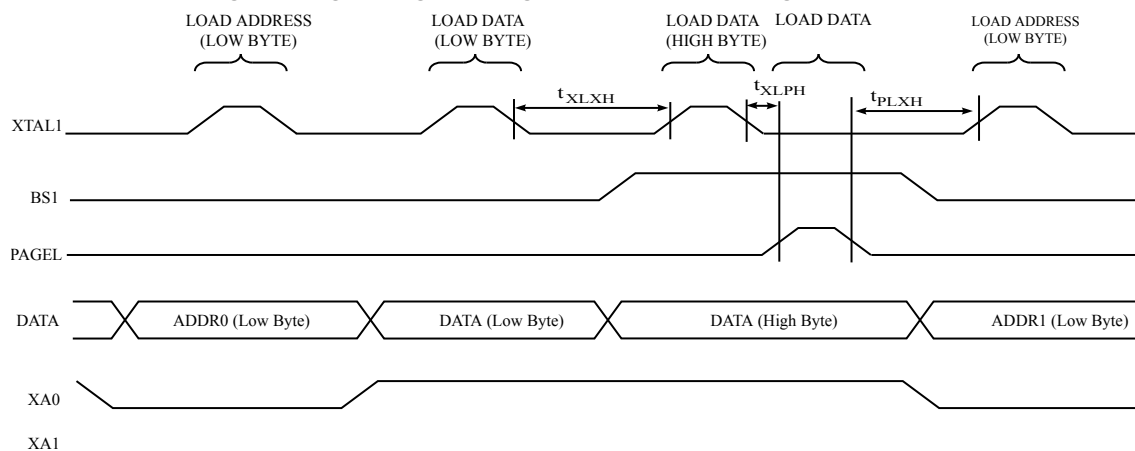 LOAD ADDRESS
(LOW BYTE)
LOAD DATA
(LOW BYTE)
LOAD DATA
(HIGH BYTE)
LOAD DATA
LOAD ADDRESS
(LOW BYTE)
tXLXH
tXLPH
tPLXH
XTAL1
BS1
PAGEL
DATA
ADDR0 (Low Byte)
DATA (Low Byte)
DATA (High Byte)
ADDR1 (Low Byte)
XA0
XA1